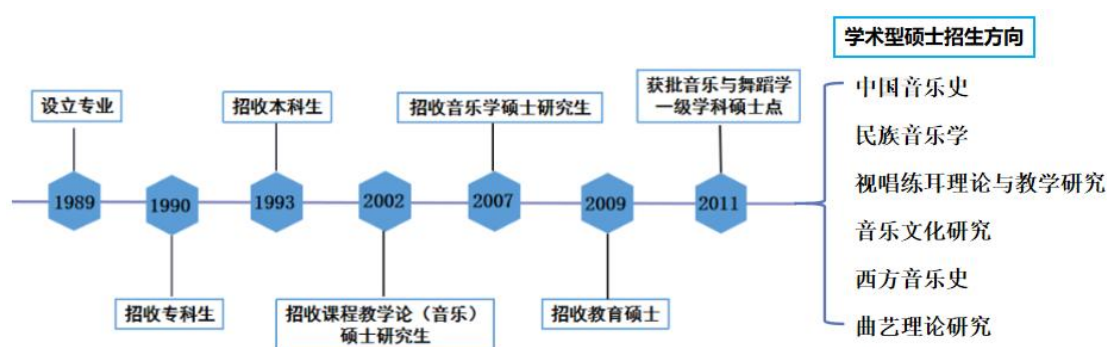 学术型硕士招生方向
设立专业
招收本科生
招收音乐学硕士研究生
获批音乐与舞蹈学
一级学科硕士点
1989
1990
1993
2002
2007
2009
2011
招收专科生
招收课程教学论（音乐）
硕士研究生
招收教育硕士
中国音乐史
民族音乐学
视唱练耳理论与教学研究
音乐文化研究
西方音乐史
曲艺理论研究